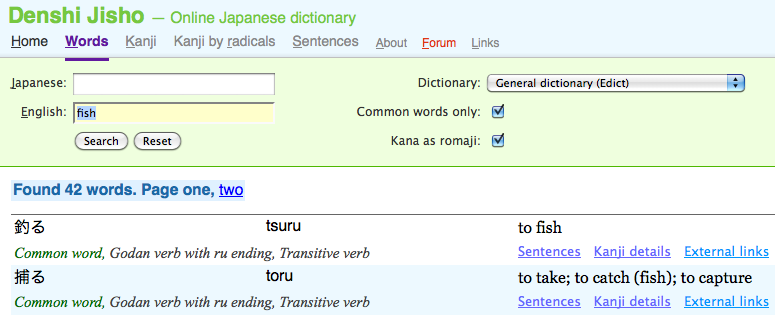 Denshi Jisho — Online Japanese dictionary
Home Words Kanji Kanji by radicals Sentences About Forum Links
Japanese: Dictionary: General dictionary (Edict)
English: fish Common words only:
Search Reset Kana as romaji:
Found 42 words. Page one, two
釣る tsuru to fish
Common word, Godan verb with ru ending, Transitive verb Sentences Kanji details External links
捕る toru to take; to catch (fish); to capture
Common word, Godan verb with ru ending, Transitive verb Sentences Kanji details External links